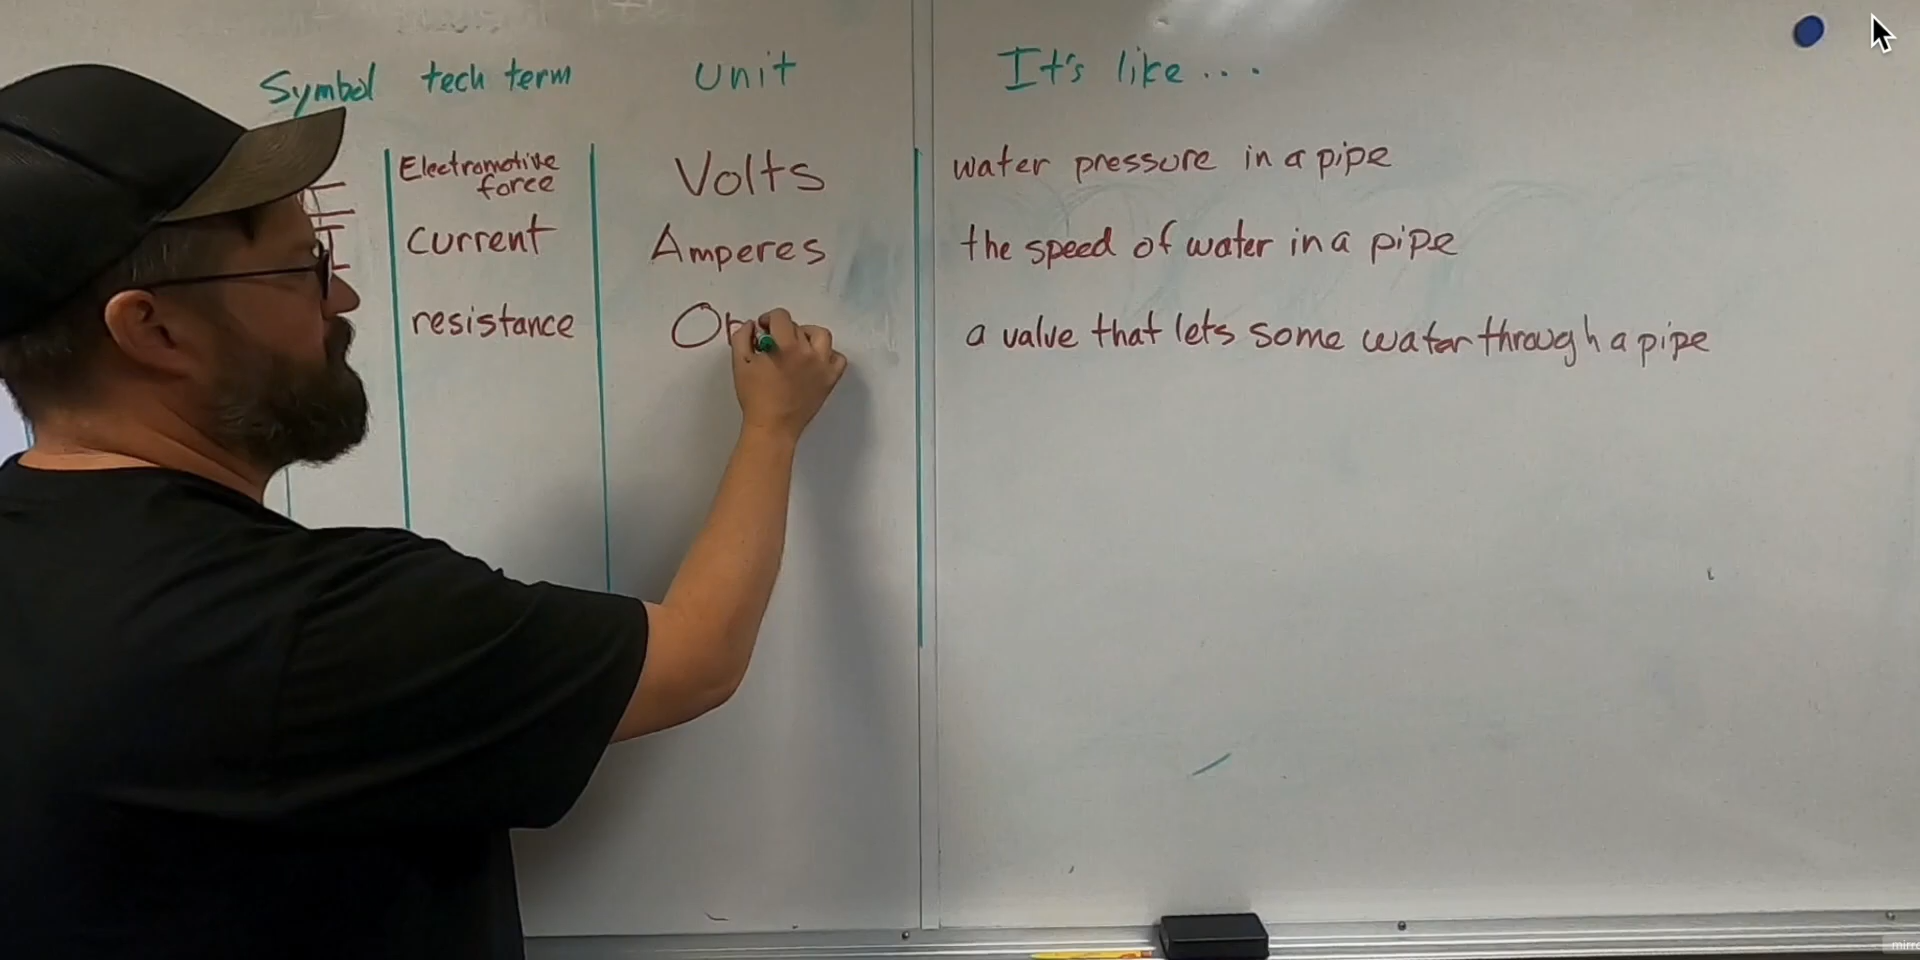 Symbol tech term unit It's like ...
Electromotive
force
Volts
water pressure in a pipe
I current Amperes the speed of water in a pipe
resistance
a valve that lets some water through a pipe